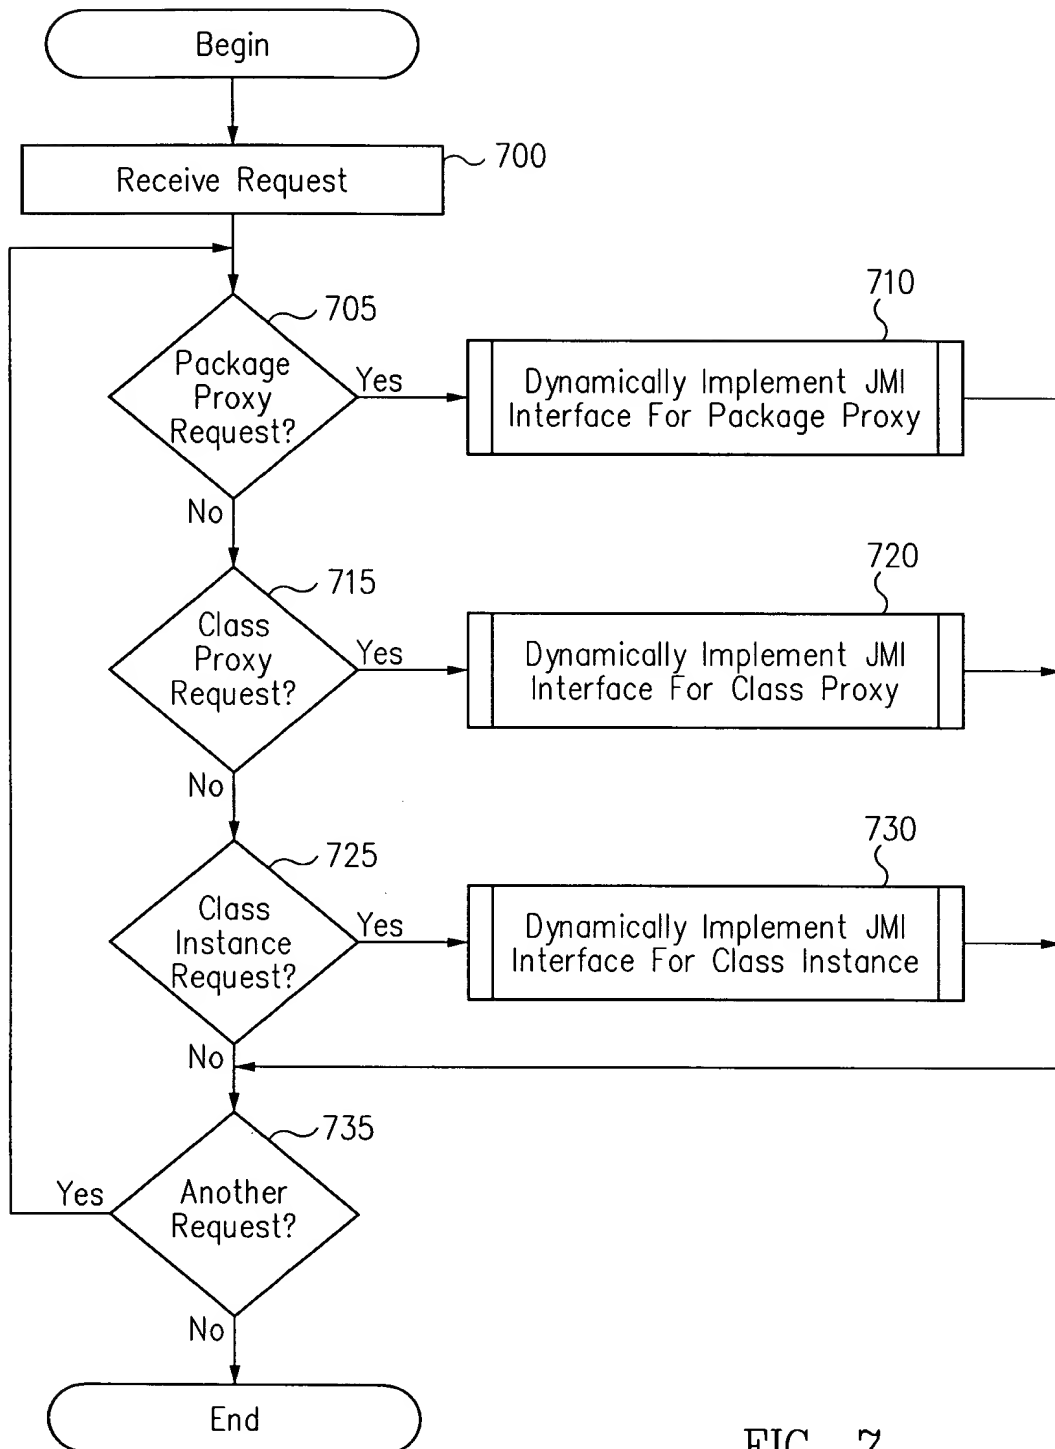 Begin
700
Receive Request
705
710
Package
Proxy
Request?
Yes
Dynamically Implement JMI
Interface For Package Proxy
No
715
720
Class
Proxy
Request?
Yes
Dynamically Implement JMI
Interface For Class Proxy
No
725
730
Class
Instance
Request?
Yes
Dynamically Implement JMI
Interface For Class Instance
No
735
Another
Request?
Yes
No
End
FIG. 7